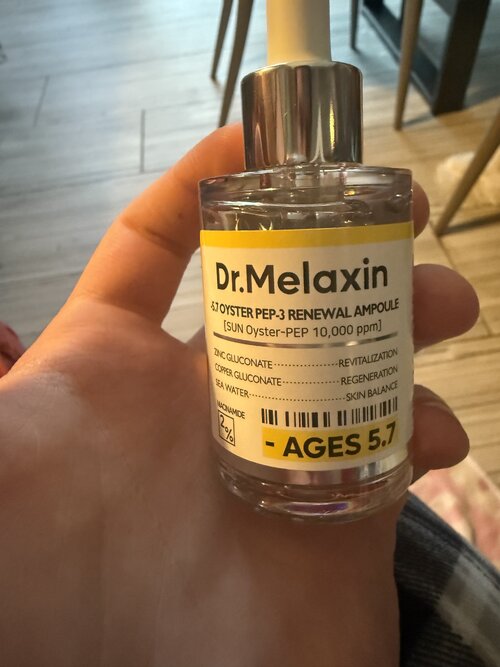 Dr.Melaxin
-5.7 OYSTER PEP-3 RENEWAL AMPOULE
[SUN Oyster-PEP 10,000 ppm]
ZINC GLUCONATE REVITALIZATION
COPPER GLUCONATE REGENERATION
SEA WATER SKIN BALANCE
NIACINAMIDE
2%
- AGES 5.7